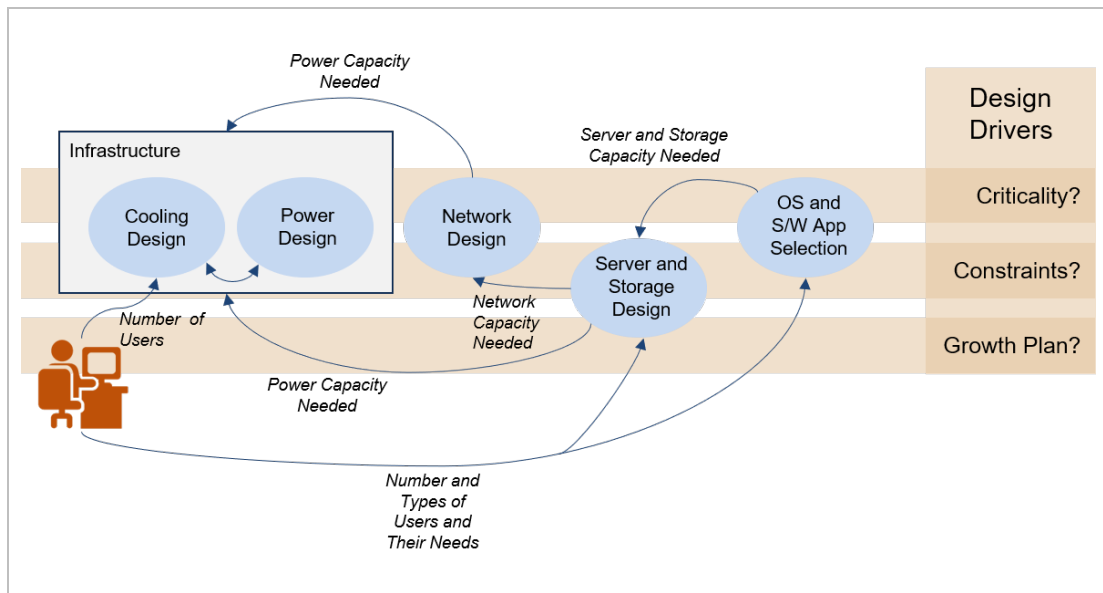 Power Capacity
Needed
Design
Drivers
Server and Storage
Capacity Needed
Infrastructure
Criticality?
Cooling
Design
Power
Design
Network
Design
OS and
S/W App
Selection
Server and
Storage
Design
Constraints?
Number of
Users
Network
Capacity
Needed
Growth Plan?
Power Capacity
Needed
Number and
Types of
Users and
Their Needs